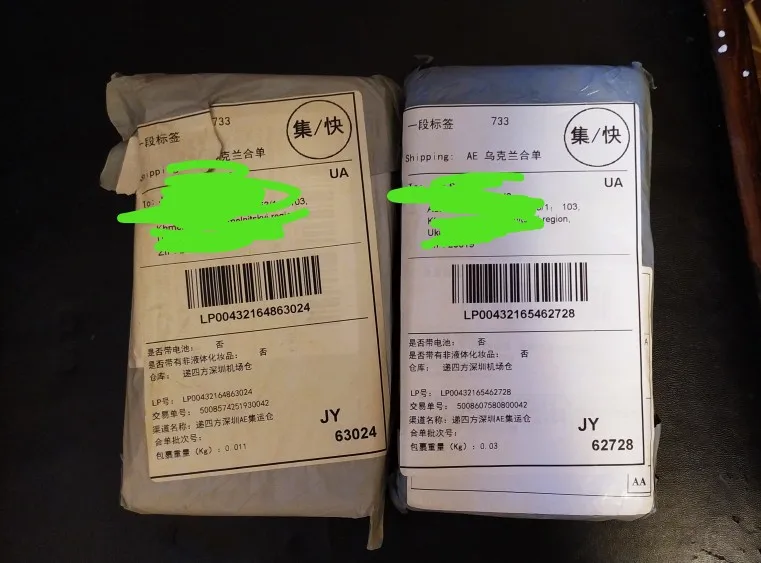 一段标签 733
集/快
克兰合单
UA
To:
103,
region
LP00432164863024
是否带电池: 否
是否带有非液体化妆品: 否
仓库: 递四方深圳机场仓
LP号: LP00432164863024
交易单号: 5008574251930042
渠道名称: 递四方深圳AE集运仓
合单批次号:
包裹重量 (Kg): 0.011
JY
63024
一段标签 733
集/快
Shipping: AE 乌克兰合单
UA
103,
region,
LP00432165462728
是否带电池: 否
是否带有非液体化妆品: 否
仓库: 递四方深圳机场仓
LP号: LP00432165462728
交易单号: 5008607580800042
渠道名称: 递四方深圳AE集运仓
合单批次号:
包裹重量 (Kg): 0.03
JY
62728
A
AA